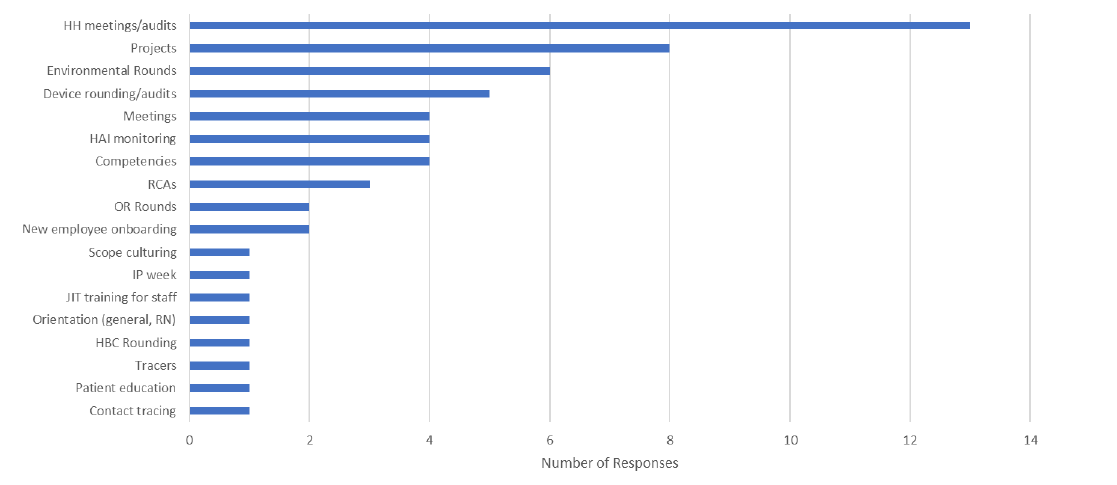 HH meetings/audits
Projects
Environmental Rounds
Device rounding/audits
Meetings
HAI monitoring
Competencies
RCAs
OR Rounds
New employee onboarding
Scope culturing
IP week
JIT training for staff
Orientation (general, RN)
HBC Rounding
Tracers
Patient education
Contact tracing
0 2 4 6 8 10 12 14
Number of Responses